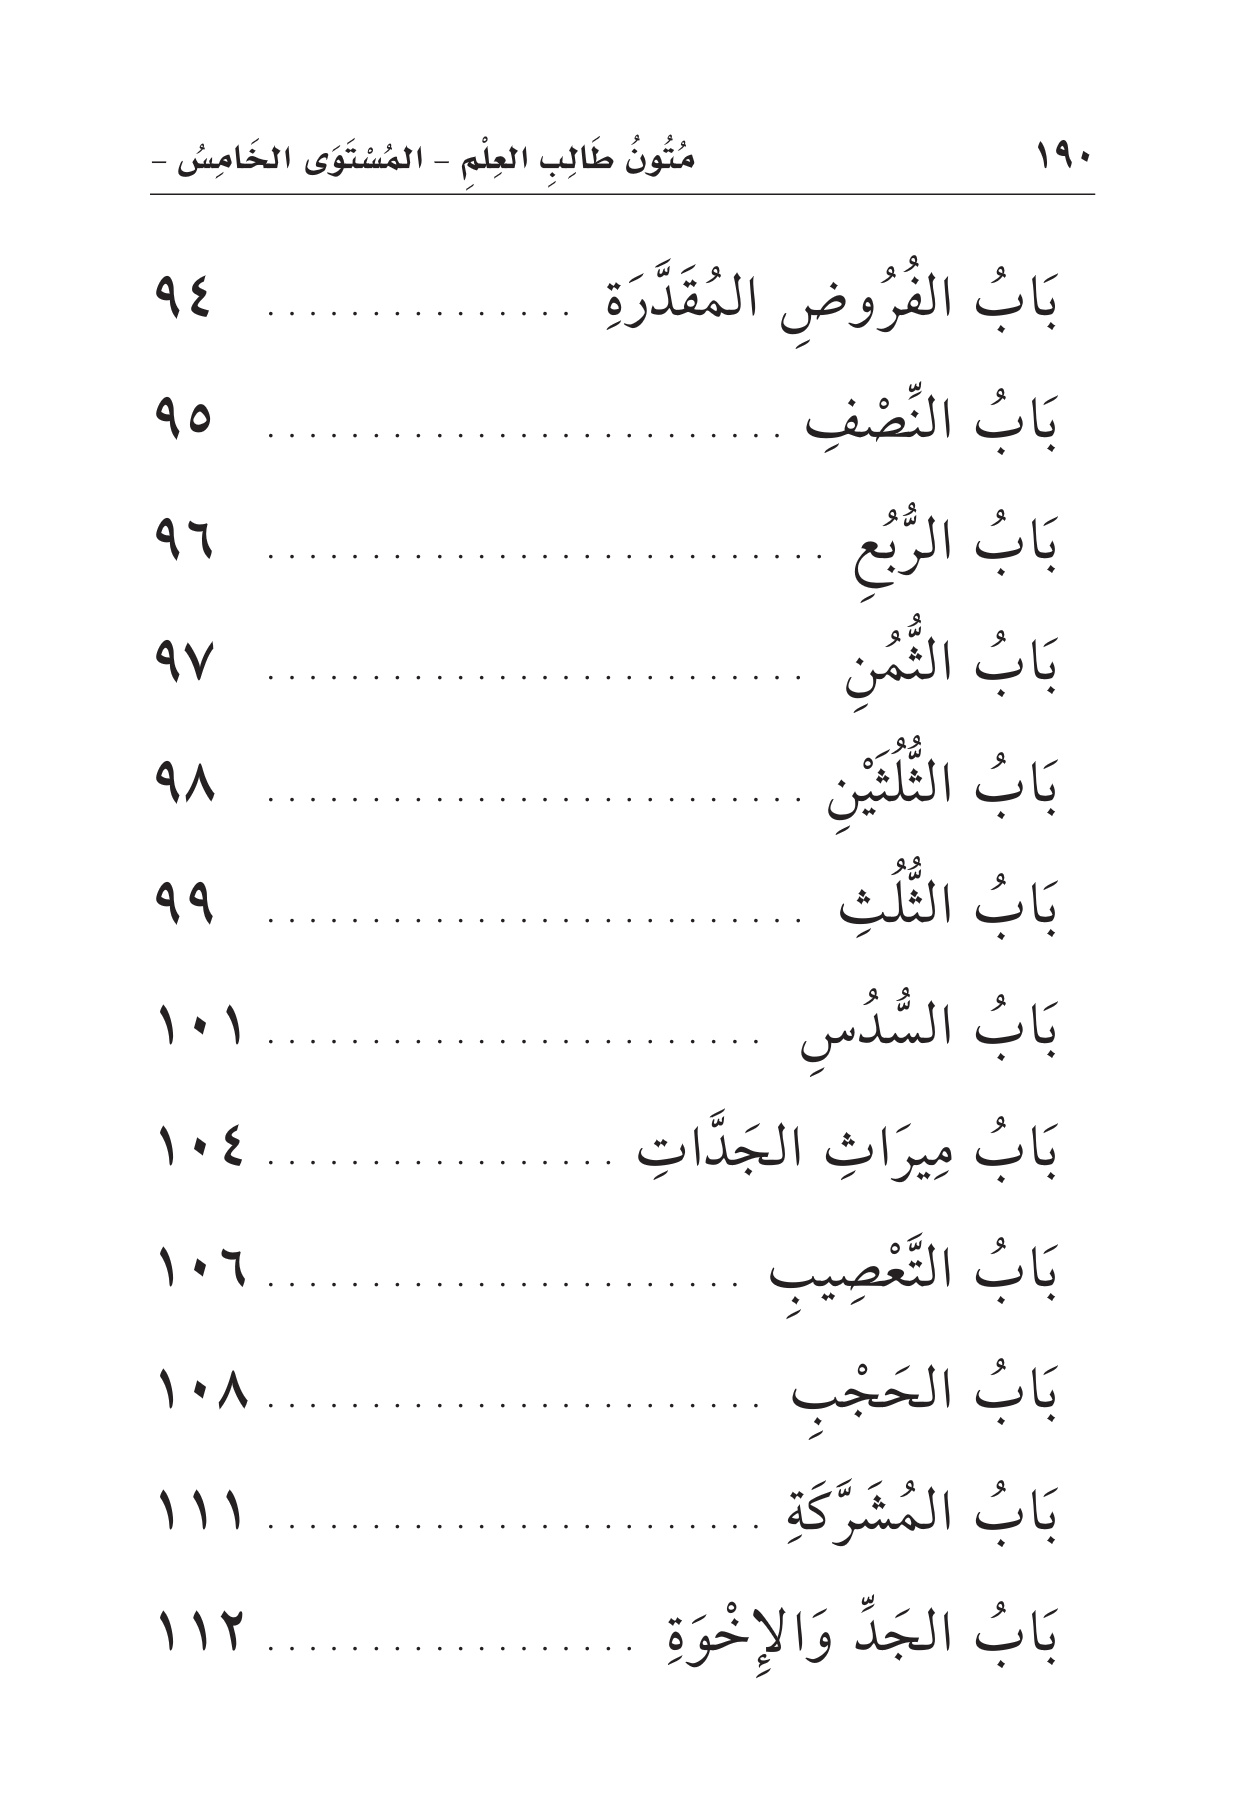 ١٩٠ مُتُونُ طَالِبِ العِلْمِ – المُسْتَوَى الخَامِسُ –
بَابُ الفُرُوضِ المُقَدَّرَةِ . . . . . . . . . . . . . . . ٩٤
بَابُ النِّصْفِ . . . . . . . . . . . . . . . . . . . . . . . . . ٩٥
بَابُ الرُّبُعِ . . . . . . . . . . . . . . . . . . . . . . . . . . . ٩٦
بَابُ الثُّمُنِ . . . . . . . . . . . . . . . . . . . . . . . . . . ٩٧
بَابُ الثُّلُثَيْنِ . . . . . . . . . . . . . . . . . . . . . . . . . . ٩٨
بَابُ الثُّلُثِ . . . . . . . . . . . . . . . . . . . . . . . . . . ٩٩
بَابُ السُّدُسِ . . . . . . . . . . . . . . . . . . . . . . . . ١٠١
بَابُ مِيرَاثِ الجَدَّاتِ . . . . . . . . . . . . . . . . . ١٠٤
بَابُ التَّعْصِيبِ . . . . . . . . . . . . . . . . . . . . . . . ١٠٦
بَابُ الحَجْبِ . . . . . . . . . . . . . . . . . . . . . . . . ١٠٨
بَابُ المُشَرَّكَةِ . . . . . . . . . . . . . . . . . . . . . . . . ١١١
بَابُ الجَدِّ وَالإِخْوَةِ . . . . . . . . . . . . . . . . . . ١١٢